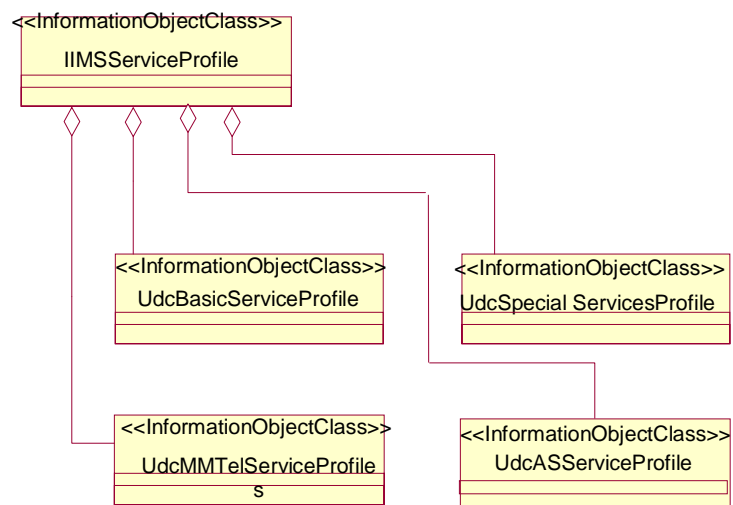 <<InformationObjectClass>>
IIMSServiceProfile
<<InformationObjectClass>>
UdcBasicServiceProfile
<<InformationObjectClass>>
UdcSpecial ServicesProfile
<<InformationObjectClass>>
UdcMMTelServiceProfile
s
<<InformationObjectClass>>
UdcASServiceProfile